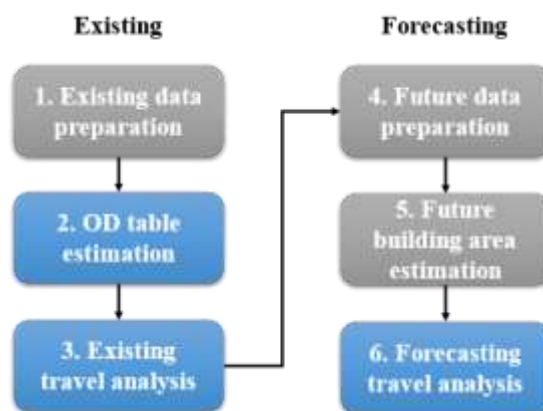 Existing
1. Existing data
preparation
2. OD table
estimation
3. Existing
travel analysis
Forecasting
4. Future data
preparation
5. Future
building area
estimation
6. Forecasting
travel analysis